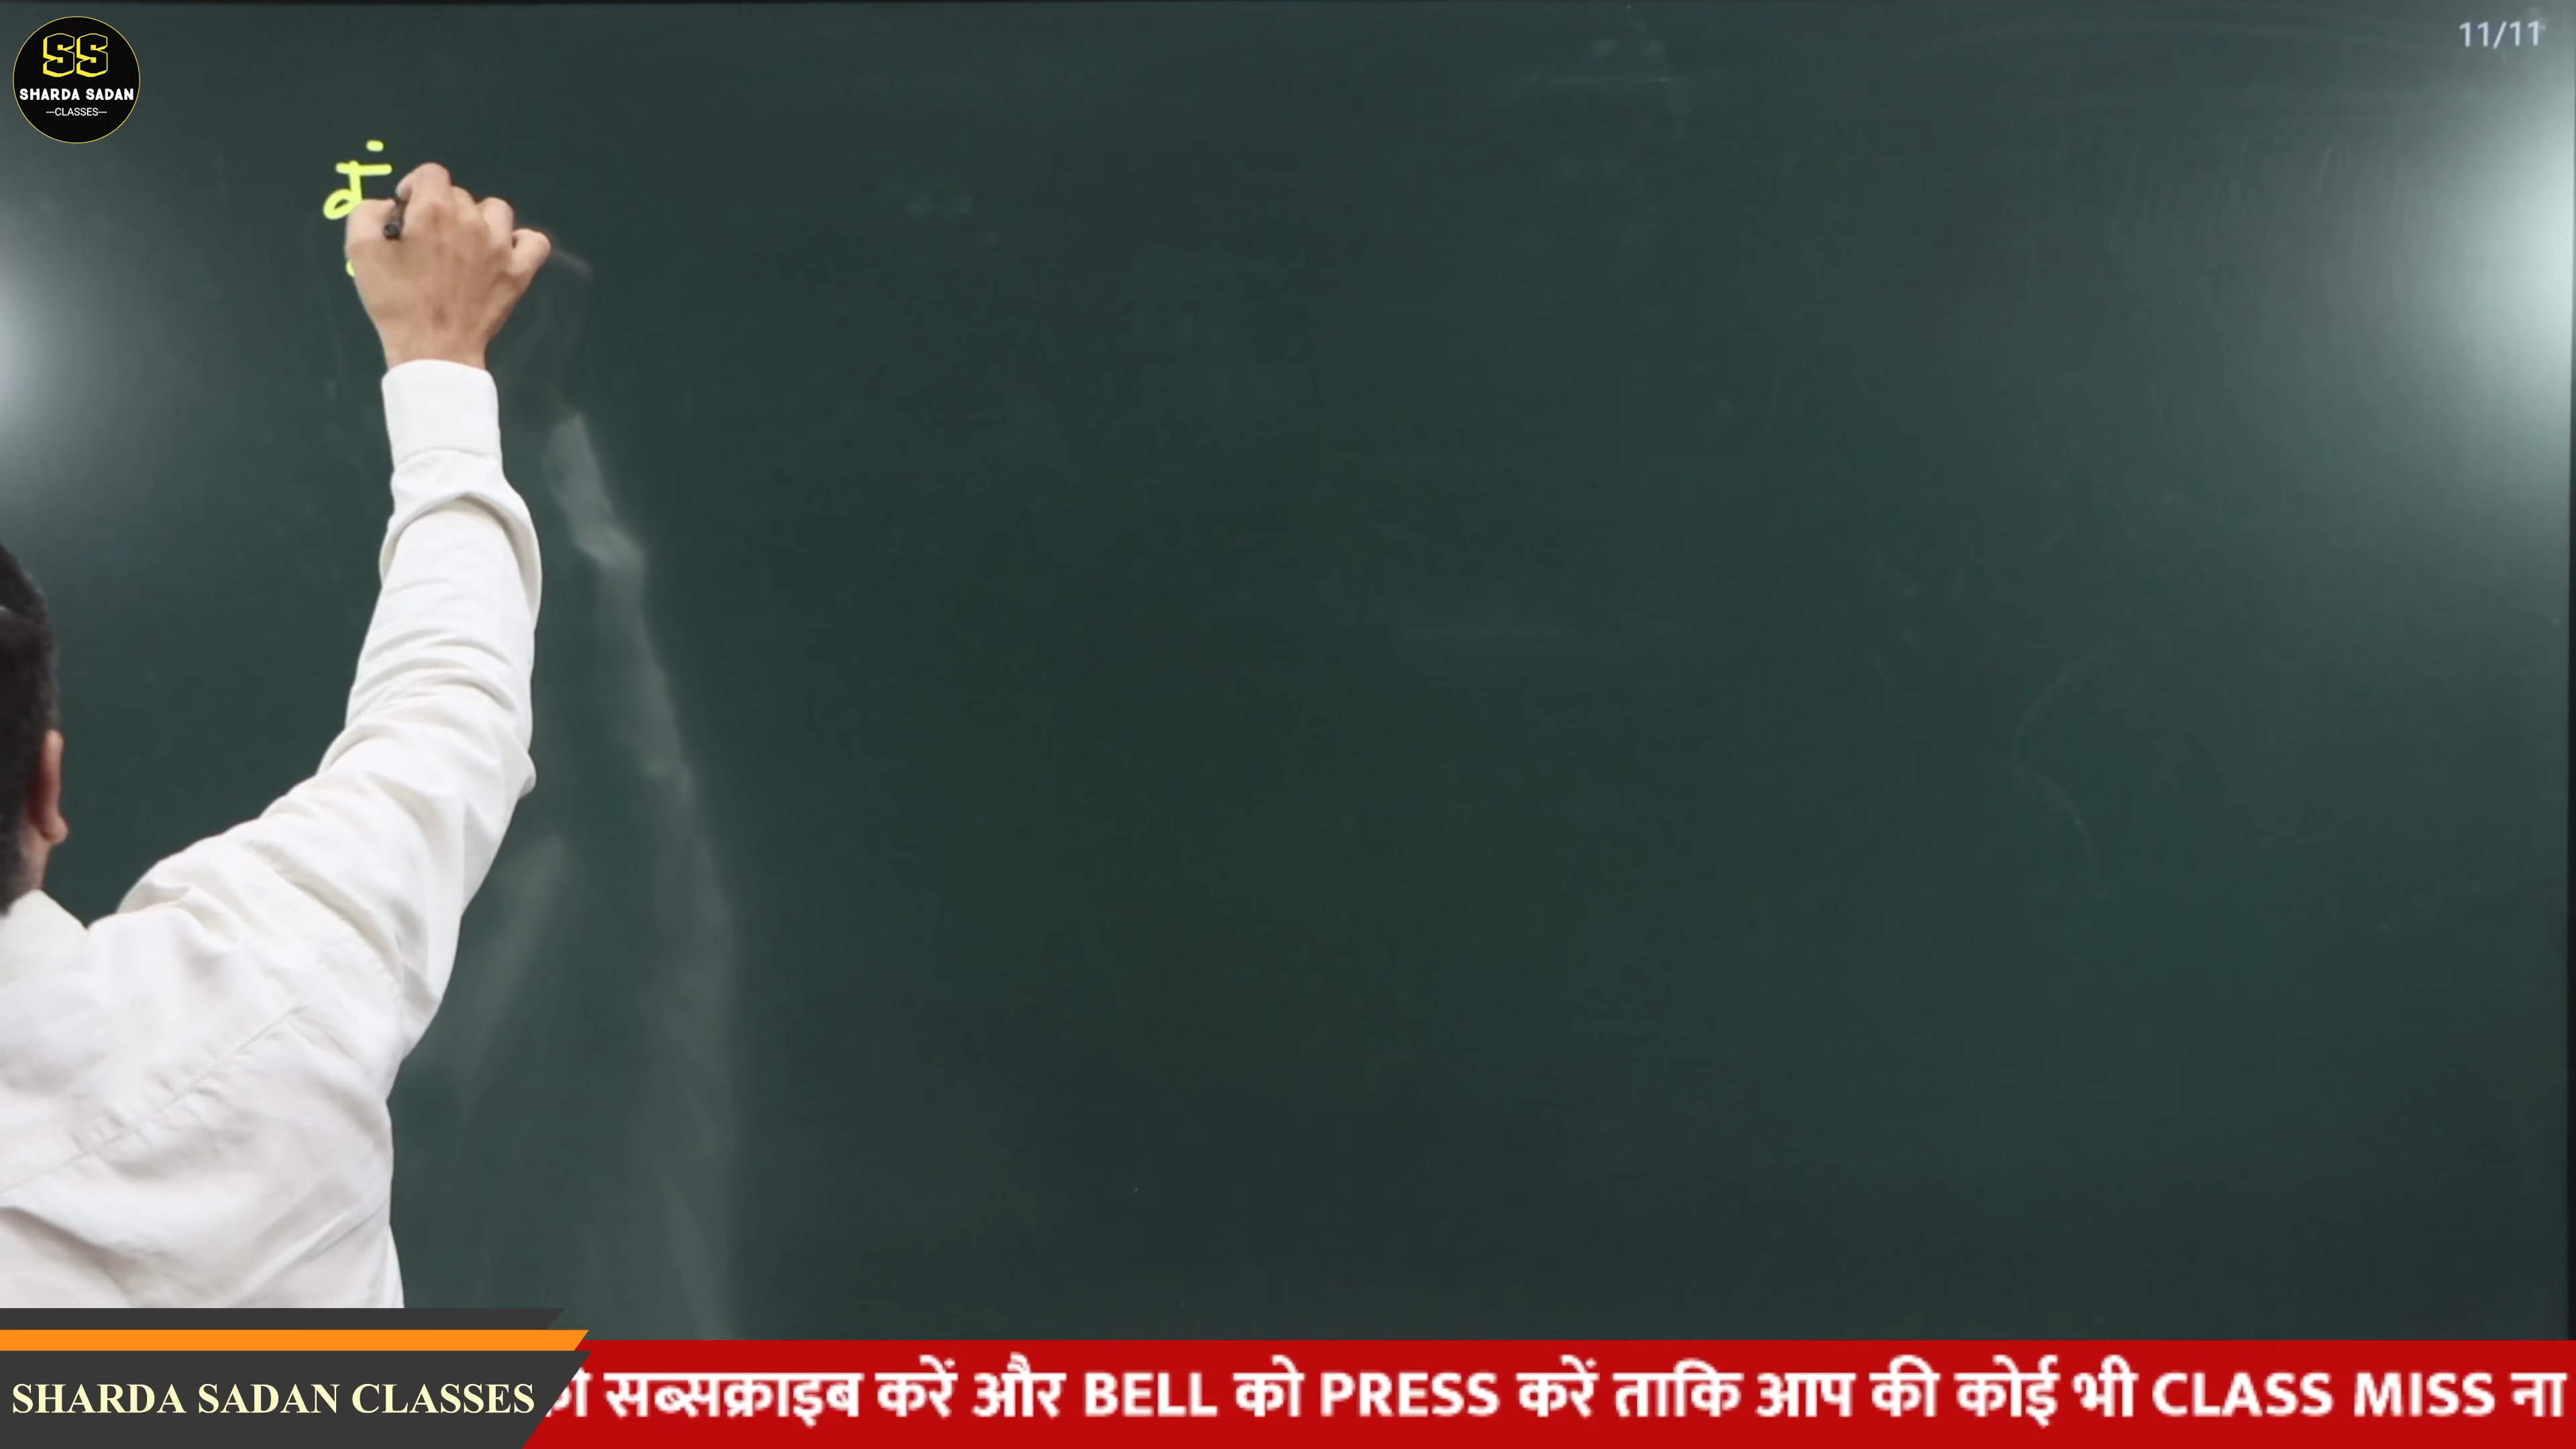 SS
SHARDA SADAN
—CLASSES—
11/11
SHARDA SADAN CLASSES
सब्सक्राइब करें और BELL को PRESS करें ताकि आप की कोई भी CLASS MISS ना